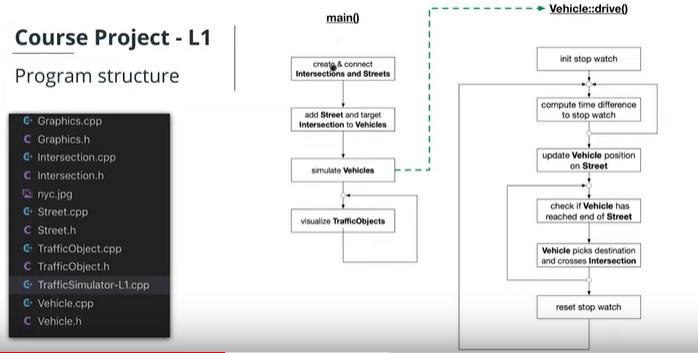 Course Project - L1
Program structure
Graphics.cpp
Graphics.h
Intersection.cpp
Intersection.h
nyc.jpg
Street.cpp
Street.h
TrafficObject.cpp
TrafficObject.h
TrafficSimulator-L1.cpp
Vehicle.cpp
Vehicle.h
main()
create & connect
Intersections and Streets
add Street and target
Intersection to Vehicles
simulate Vehicles
visualize TrafficObjects
Vehicle::drive()
init stop watch
compute time difference
to stop watch
update Vehicle position
on Street
check if Vehicle has
reached end of Street
Vehicle picks destination
and crosses Intersection
reset stop watch